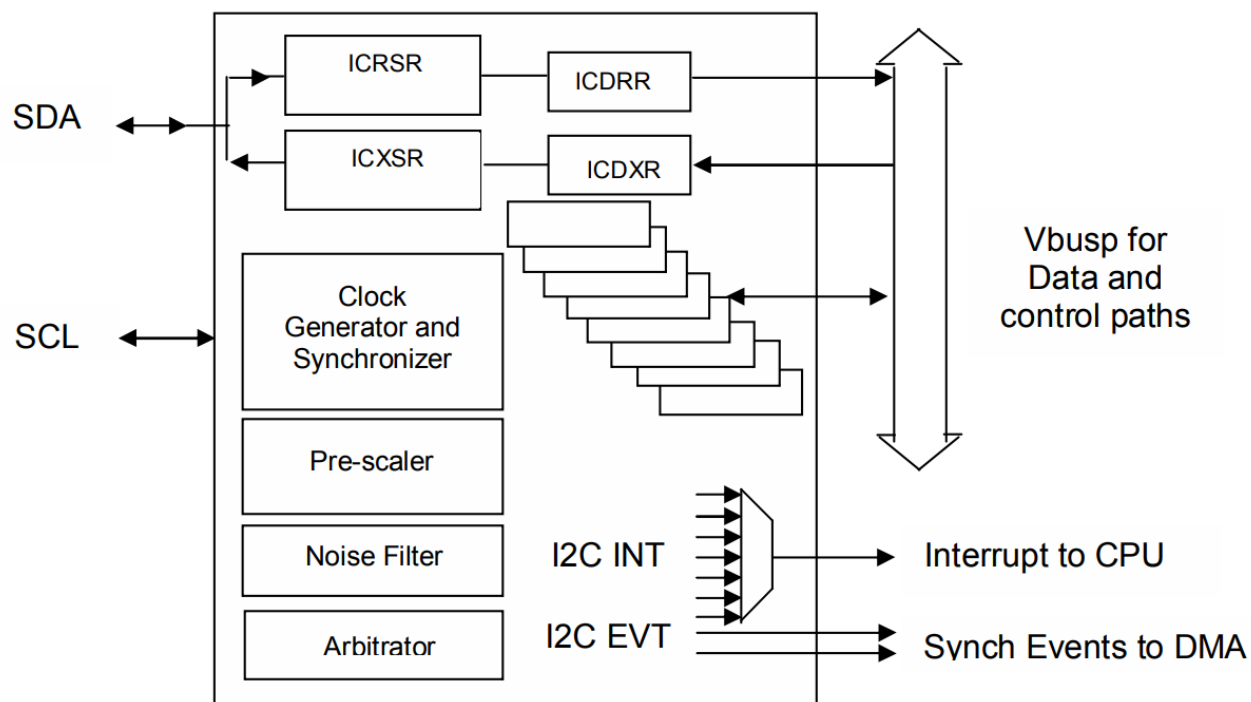 ICRSR
ICDRR
SDA
ICXSR
ICDXR
Clock
Generator and
Synchronizer
SCL
Vbusp for
Data and
control paths
Pre-scaler
Noise Filter
I2C INT
Interrupt to CPU
Arbitrator
I2C EVT
Synch Events to DMA